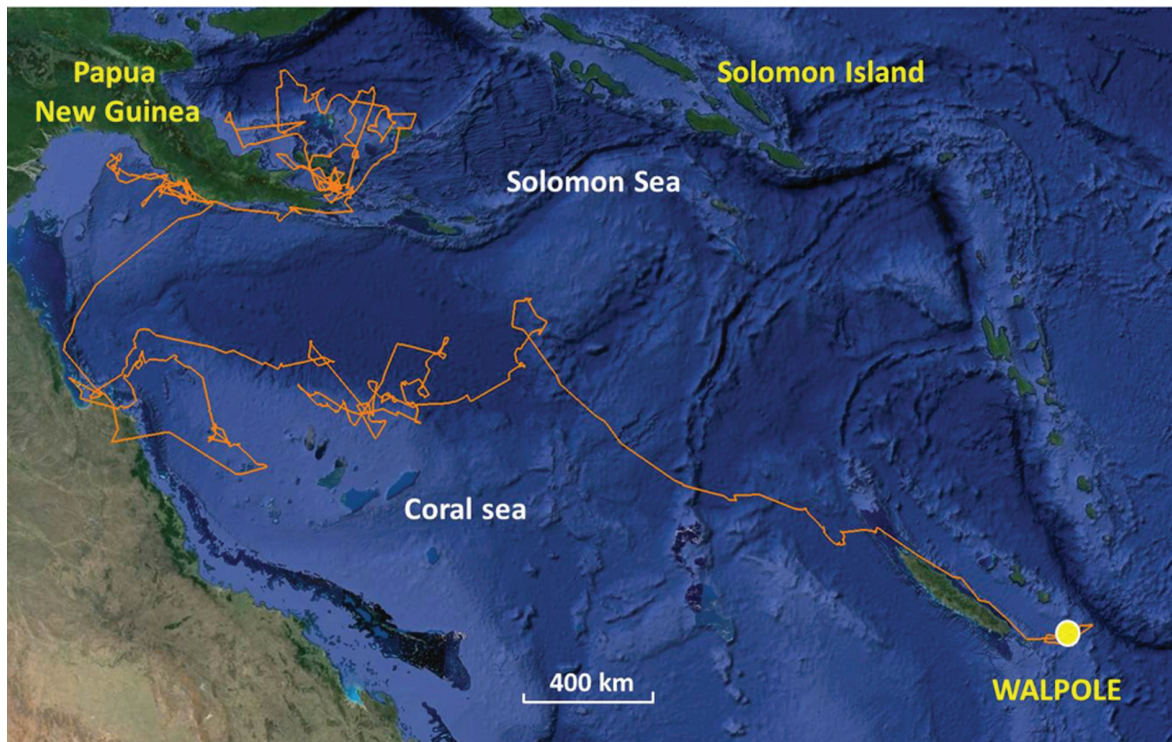 Papua
New Guinea
Solomon Island
Solomon Sea
Coral sea
400 km
WALPOLE